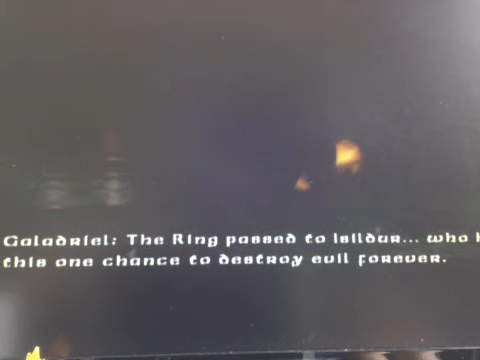 Galadriel: The Ring passed to Isildur... who
this one chance to destroy evil forever.